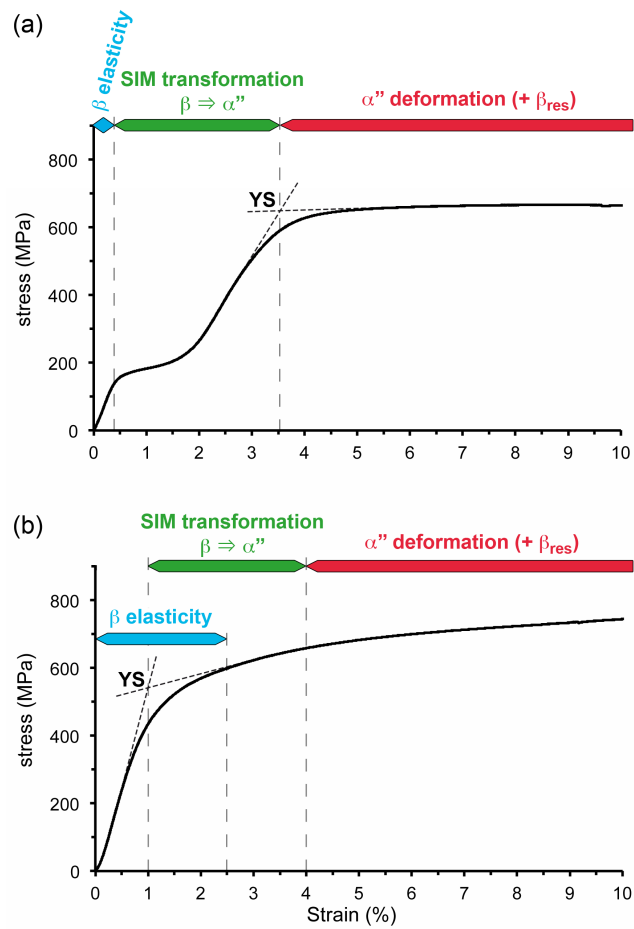 (a)
β elasticity
SIM transformation
β ⇒ α”
α” deformation (+ βres)
YS
800
600
400
200
0
stress (MPa)
0 1 2 3 4 5 6 7 8 9 10
(b)
SIM transformation
β ⇒ α”
α” deformation (+ βres)
β elasticity
YS
800
600
400
200
0
stress (MPa)
0 1 2 3 4 5 6 7 8 9 10
Strain (%)